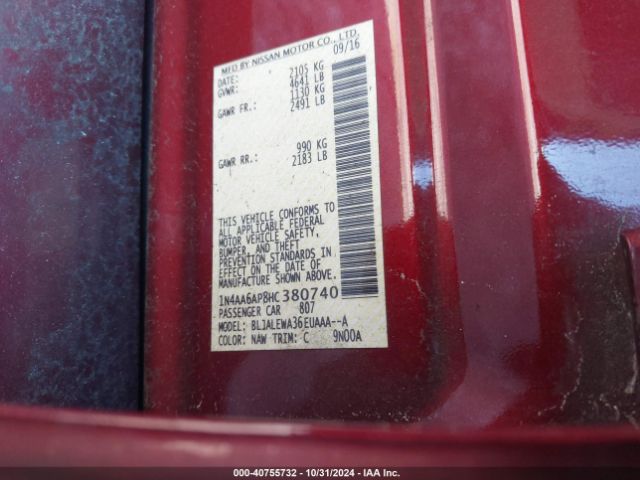 MFD BY NISSAN MOTOR CO., LTD.
DATE: 09/16
GVWR: 2105 KG
4641 LB
GAWR FR.: 1130 KG
2491 LB
GAWR RR.: 990 KG
2183 LB
THIS VEHICLE CONFORMS TO
ALL APPLICABLE FEDERAL
MOTOR VEHICLE SAFETY,
BUMPER, AND THEFT
PREVENTION STANDARDS IN
EFFECT ON THE DATE OF
MANUFACTURE SHOWN ABOVE.
1N4AA6AP8HC380740
PASSENGER CAR 807
MODEL: BL1ALEWA36EUAAA--A
COLOR: NAW TRIM: C 9N00A
000-40755732 - 10/31/2024 - IAA Inc.